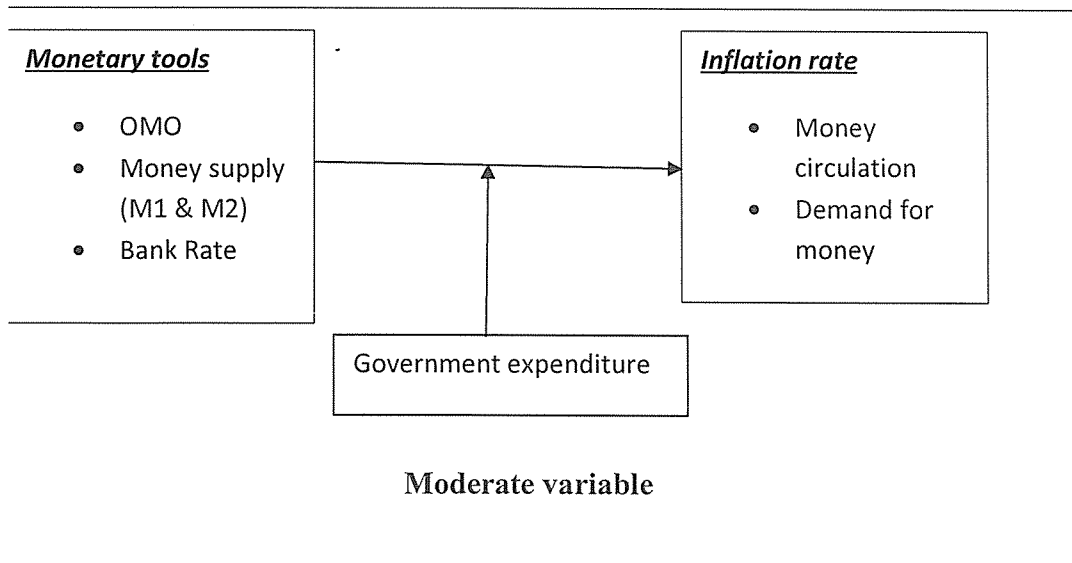 Monetary tools
• OMO
• Money supply
(M1 & M2)
• Bank Rate
Inflation rate
• Money
circulation
• Demand for
money
Government expenditure
Moderate variable